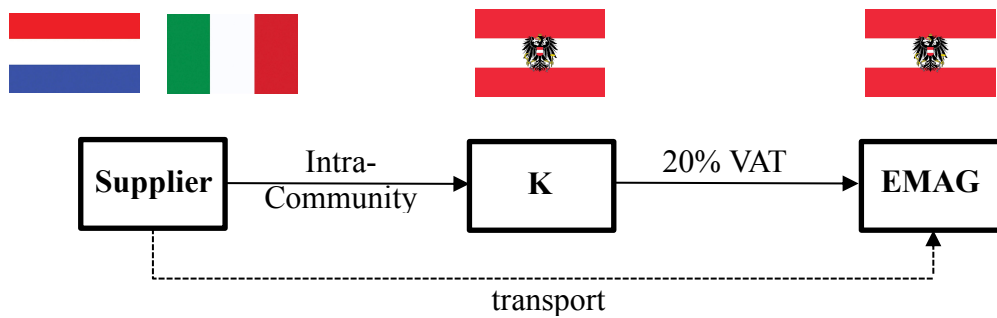 Supplier
Intra-
Community
K
20% VAT
EMAG
transport